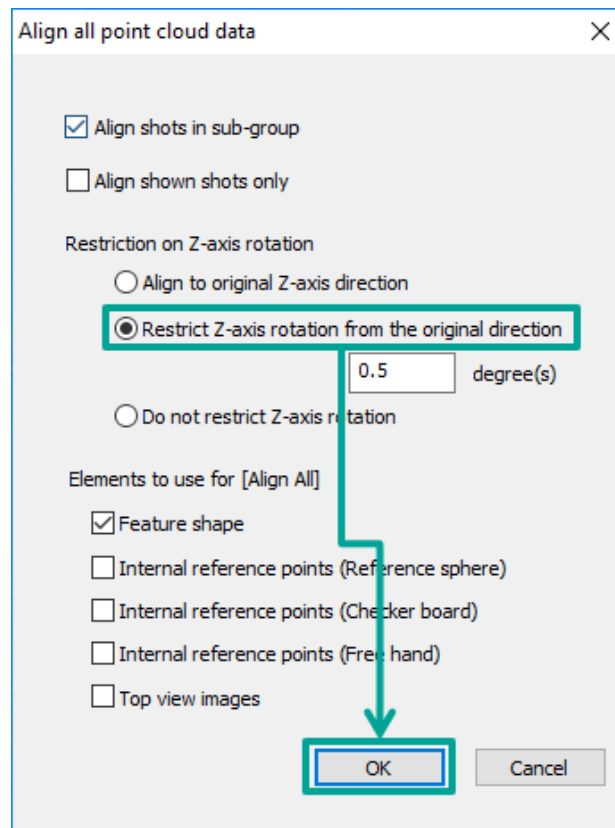 Align all point cloud data
Align shots in sub-group
Align shown shots only
Restriction on Z-axis rotation
Align to original Z-axis direction
Restrict Z-axis rotation from the original direction
0.5 degree(s)
Do not restrict Z-axis rotation
Elements to use for [Align All]
Feature shape
Internal reference points (Reference sphere)
Internal reference points (Checker board)
Internal reference points (Free hand)
Top view images
OK Cancel